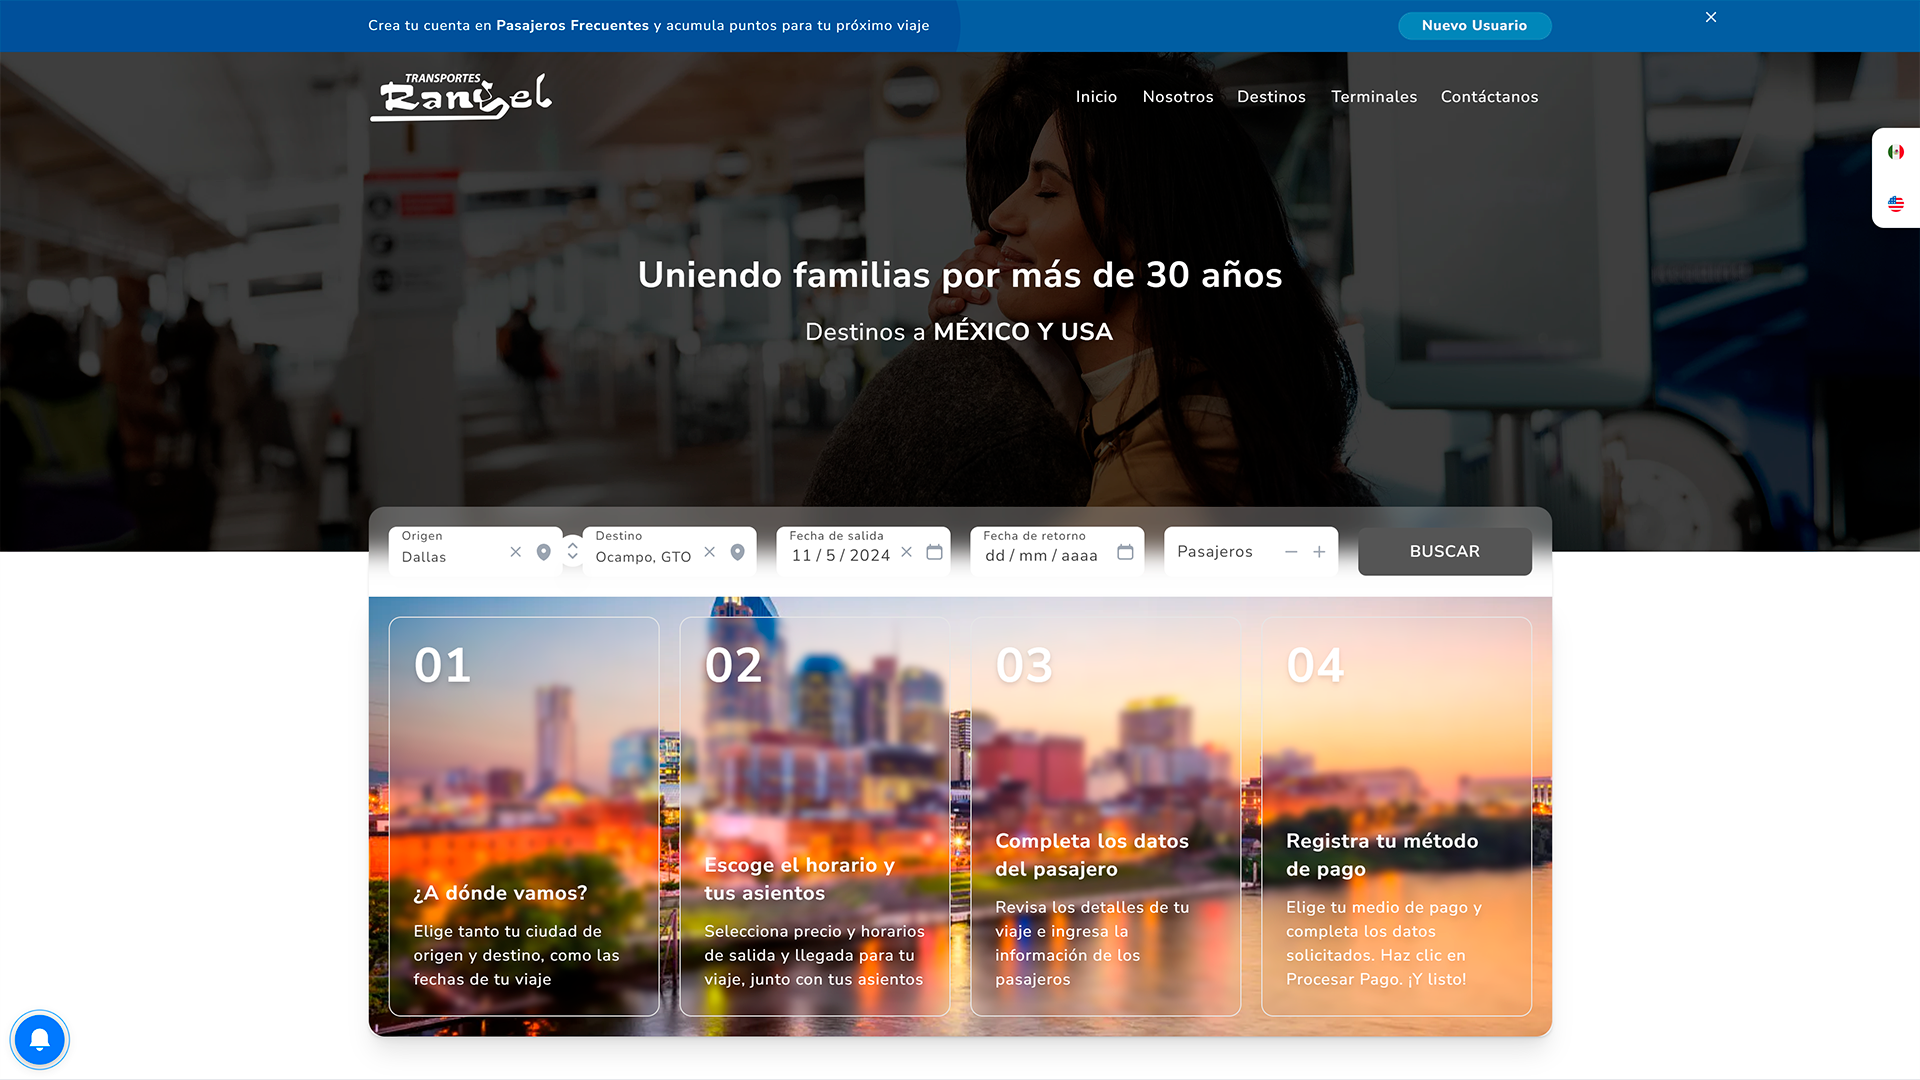 Crea tu cuenta en Pasajeros Frecuentes y acumula puntos para tu próximo viaje
Nuevo Usuario
TRANSPORTES
Rangel
Inicio
Nosotros
Destinos
Terminales
Contáctanos
Uniendo familias por más de 30 años
Destinos a MÉXICO Y USA
Origen
Dallas
Destino
Ocampo, GTO
Fecha de salida
11 / 5 / 2024
Fecha de retorno
dd / mm / aaaa
Pasajeros
BUSCAR
01
¿A dónde vamos?
Elige tanto tu ciudad de
origen y destino, como las
fechas de tu viaje
02
Escoge el horario y
tus asientos
Selecciona precio y horarios
de salida y llegada para tu
viaje, junto con tus asientos
03
Completa los datos
del pasajero
Revisa los detalles de tu
viaje e ingresa la
información de los
pasajeros
04
Registra tu método
de pago
Elige tu medio de pago y
completa los datos
solicitados. Haz clic en
Procesar Pago. ¡Y listo!